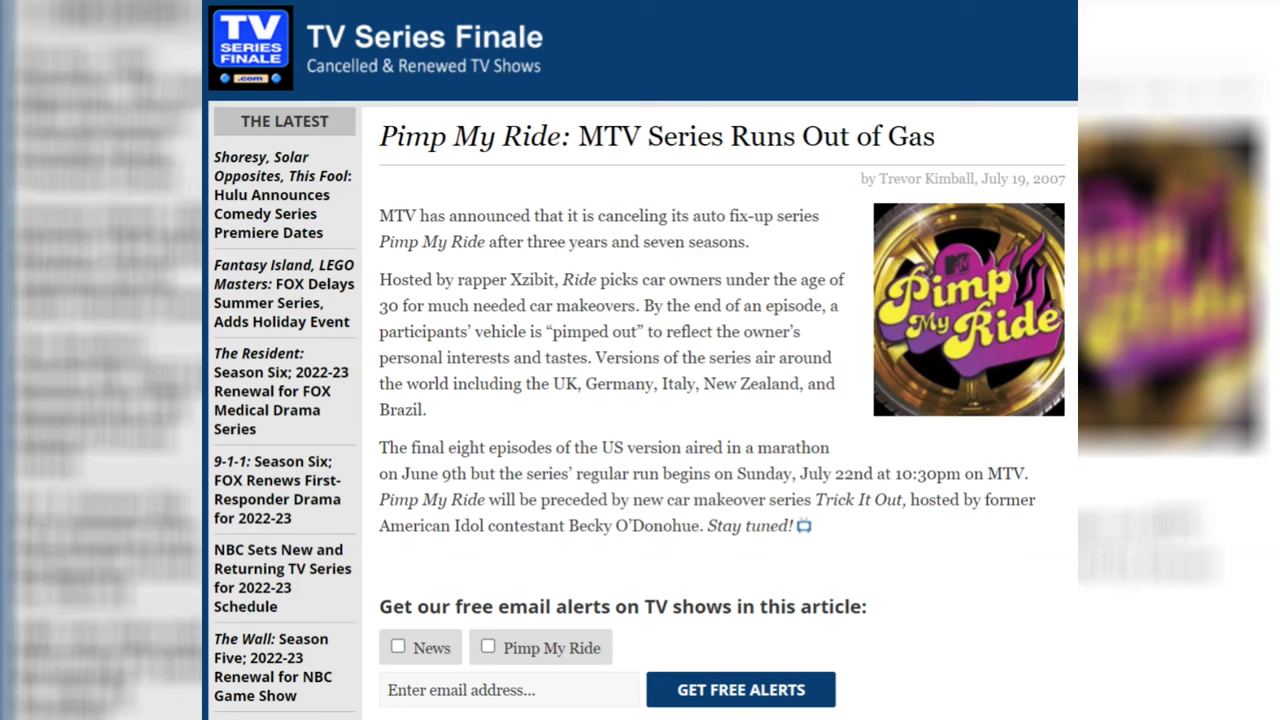 TV
SERIES
FINALE
.com
TV Series Finale
Cancelled & Renewed TV Shows
THE LATEST
Shoresy, Solar
Opposites, This Fool:
Hulu Announces
Comedy Series
Premiere Dates
Fantasy Island, LEGO
Masters: FOX Delays
Summer Series,
Adds Holiday Event
The Resident:
Season Six; 2022-23
Renewal for FOX
Medical Drama
Series
9-1-1: Season Six;
FOX Renews First-
Responder Drama
for 2022-23
NBC Sets New and
Returning TV Series
for 2022-23
Schedule
The Wall: Season
Five; 2022-23
Renewal for NBC
Game Show
Pimp My Ride: MTV Series Runs Out of Gas
by Trevor Kimball, July 19, 2007
MTV has announced that it is canceling its auto fix-up series
Pimp My Ride after three years and seven seasons.
Hosted by rapper Xzibit, Ride picks car owners under the age of
30 for much needed car makeovers. By the end of an episode, a
participants’ vehicle is “pimped out” to reflect the owner’s
personal interests and tastes. Versions of the series air around
the world including the UK, Germany, Italy, New Zealand, and
Brazil.
MTV
Pimp
My Ride
The final eight episodes of the US version aired in a marathon
on June 9th but the series’ regular run begins on Sunday, July 22nd at 10:30pm on MTV.
Pimp My Ride will be preceded by new car makeover series Trick It Out, hosted by former
American Idol contestant Becky O’Donohue. Stay tuned!
Get our free email alerts on TV shows in this article:
News
Pimp My Ride
Enter email address...
GET FREE ALERTS